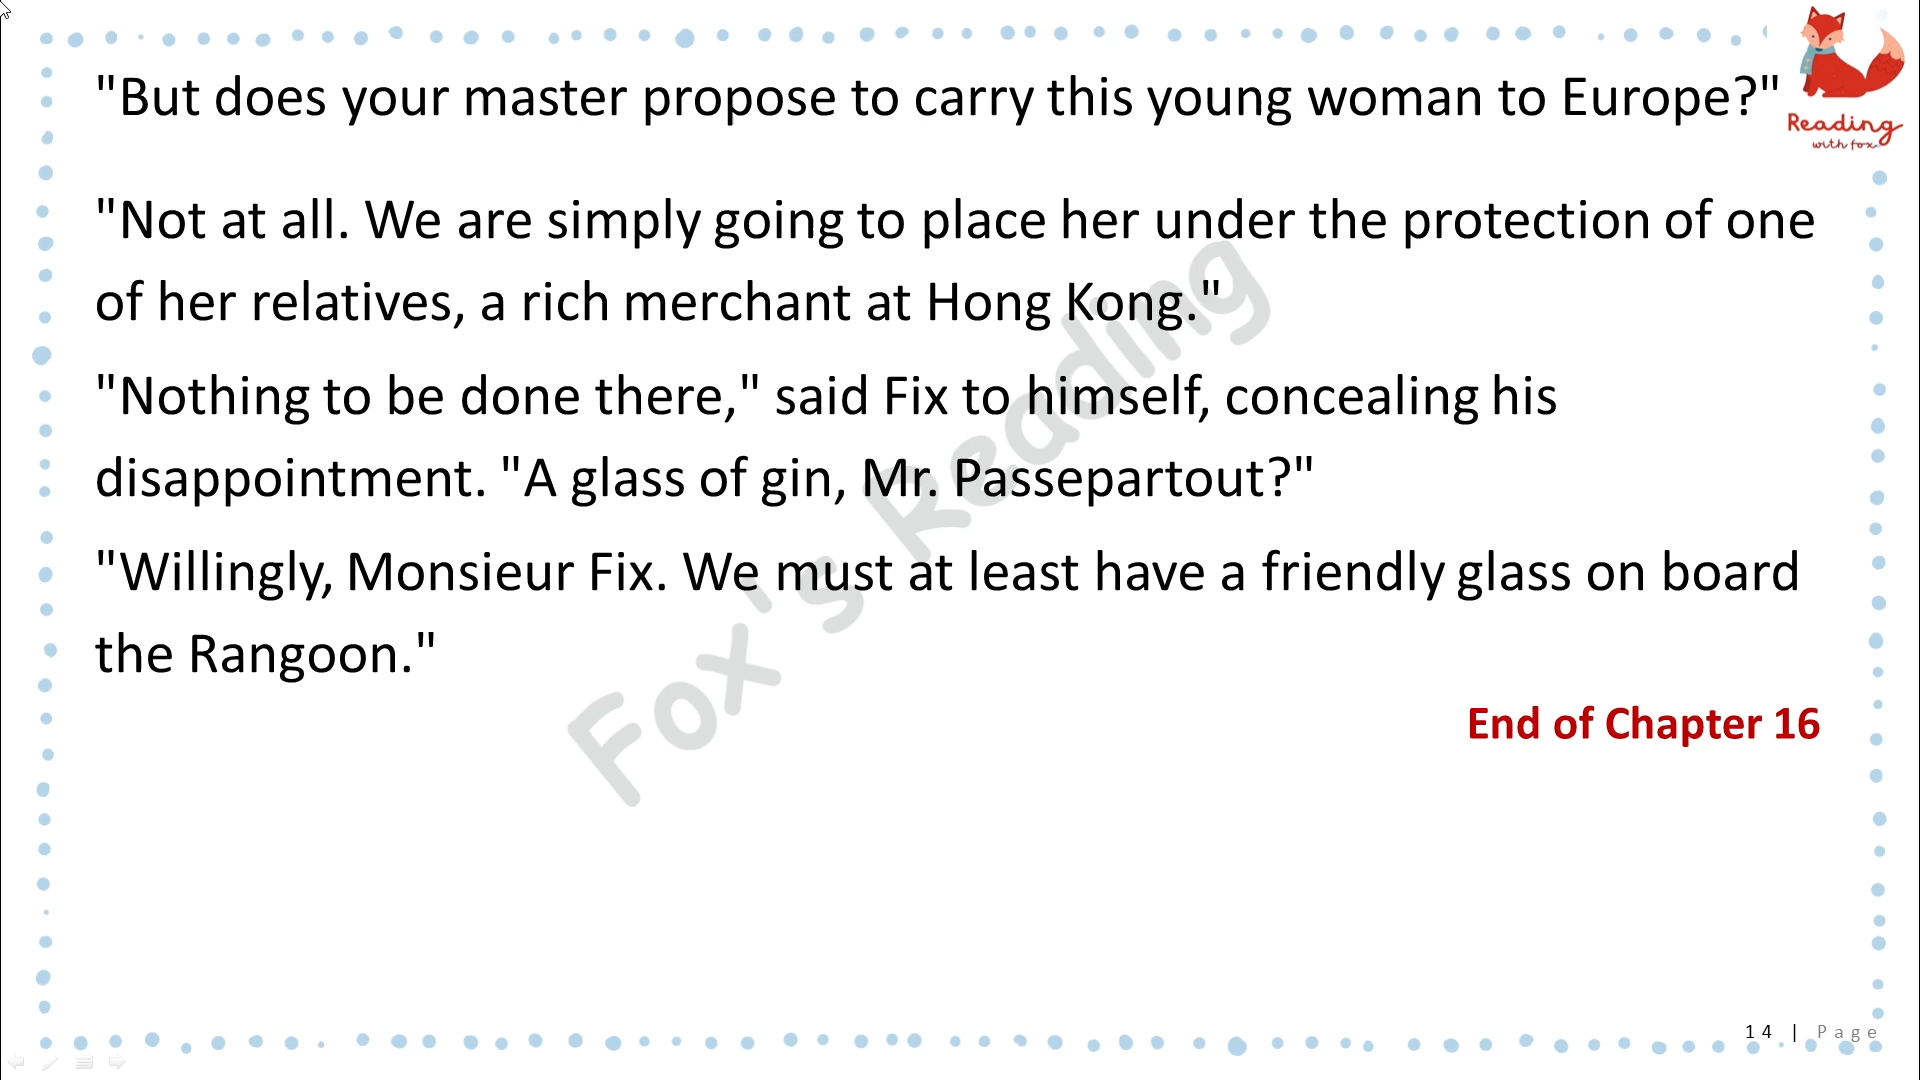 "But does your master propose to carry this young woman to Europe?"
Reading
with fox
"Not at all. We are simply going to place her under the protection of one
of her relatives, a rich merchant at Hong Kong."
"Nothing to be done there," said Fix to himself, concealing his
disappointment. "A glass of gin, Mr. Passepartout?"
"Willingly, Monsieur Fix. We must at least have a friendly glass on board
the Rangoon."
End of Chapter 16
Fox's Reading
14 | Page